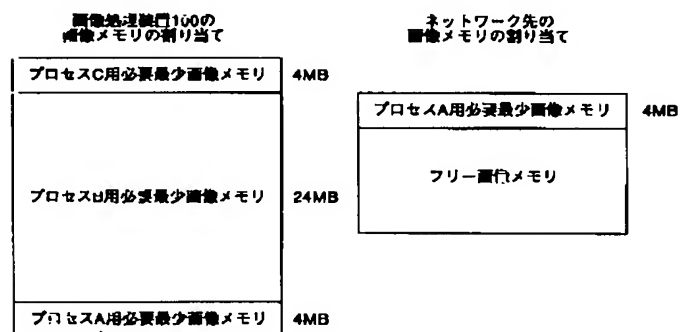 画像処理装置100の
画像メモリの割り当て
プロセスC用必要最少画像メモリ 4MB
プロセスB用必要最少画像メモリ 24MB
プロセスA用必要最少画像メモリ 4MB
ネットワーク先の
画像メモリの割り当て
プロセスA用必要最少画像メモリ 4MB
フリー画像メモリ